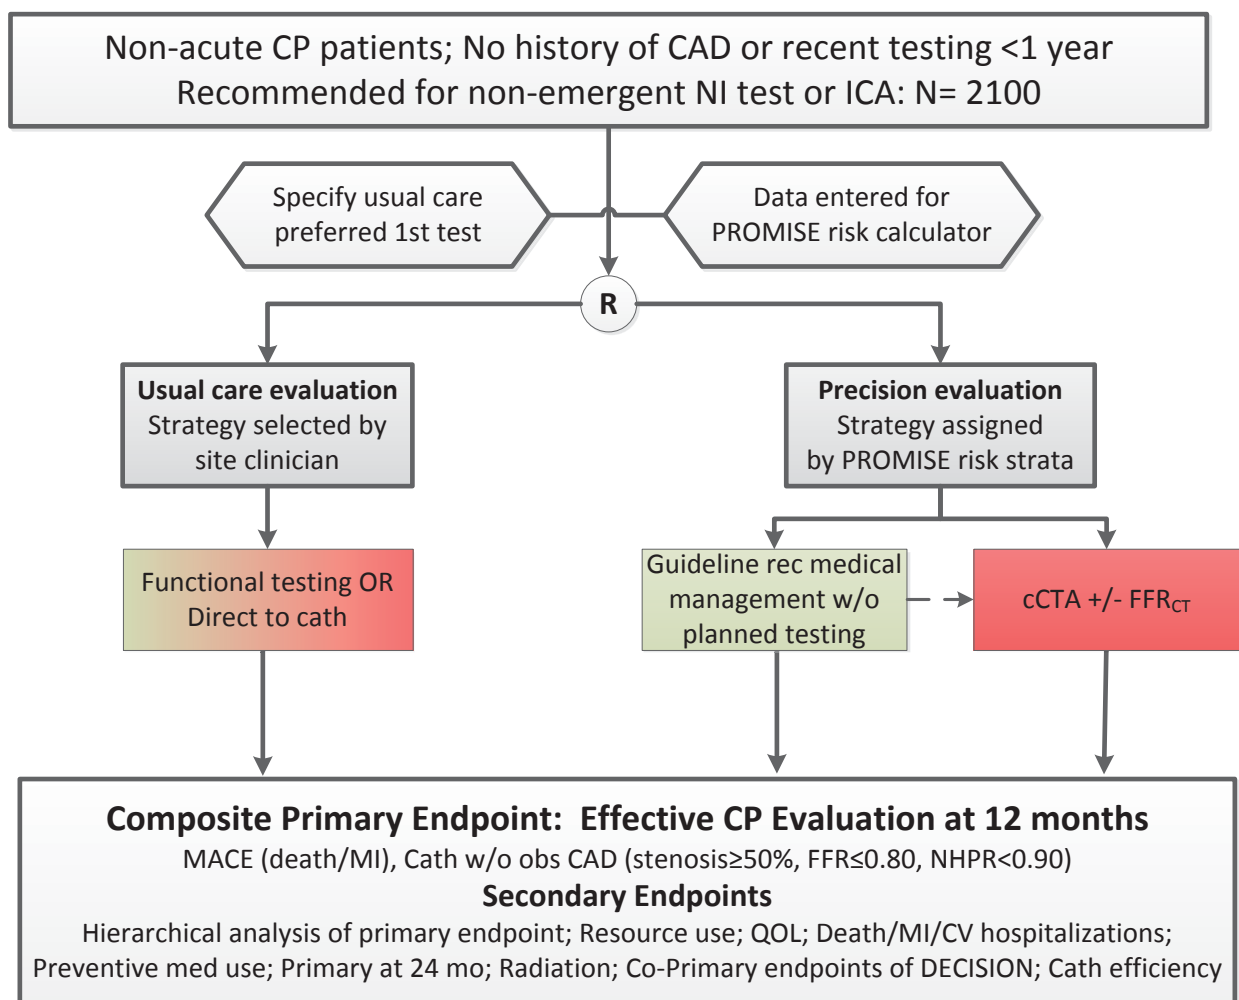 Non-acute CP patients; No history of CAD or recent testing <1 year
Recommended for non-emergent NI test or ICA: N= 2100
Specify usual care
preferred 1st test
Data entered for
PROMISE risk calculator
R
Usual care evaluation
Strategy selected by
site clinician
Precision evaluation
Strategy assigned
by PROMISE risk strata
Functional testing OR
Direct to cath
Guideline rec medical
management w/o
planned testing
cCTA +/- FFRCT
Composite Primary Endpoint: Effective CP Evaluation at 12 months
MACE (death/MI), Cath w/o obs CAD (stenosis≥50%, FFR≤0.80, NHPR<0.90)
Secondary Endpoints
Hierarchical analysis of primary endpoint; Resource use; QOL; Death/MI/CV hospitalizations;
Preventive med use; Primary at 24 mo; Radiation; Co-Primary endpoints of DECISION; Cath efficiency